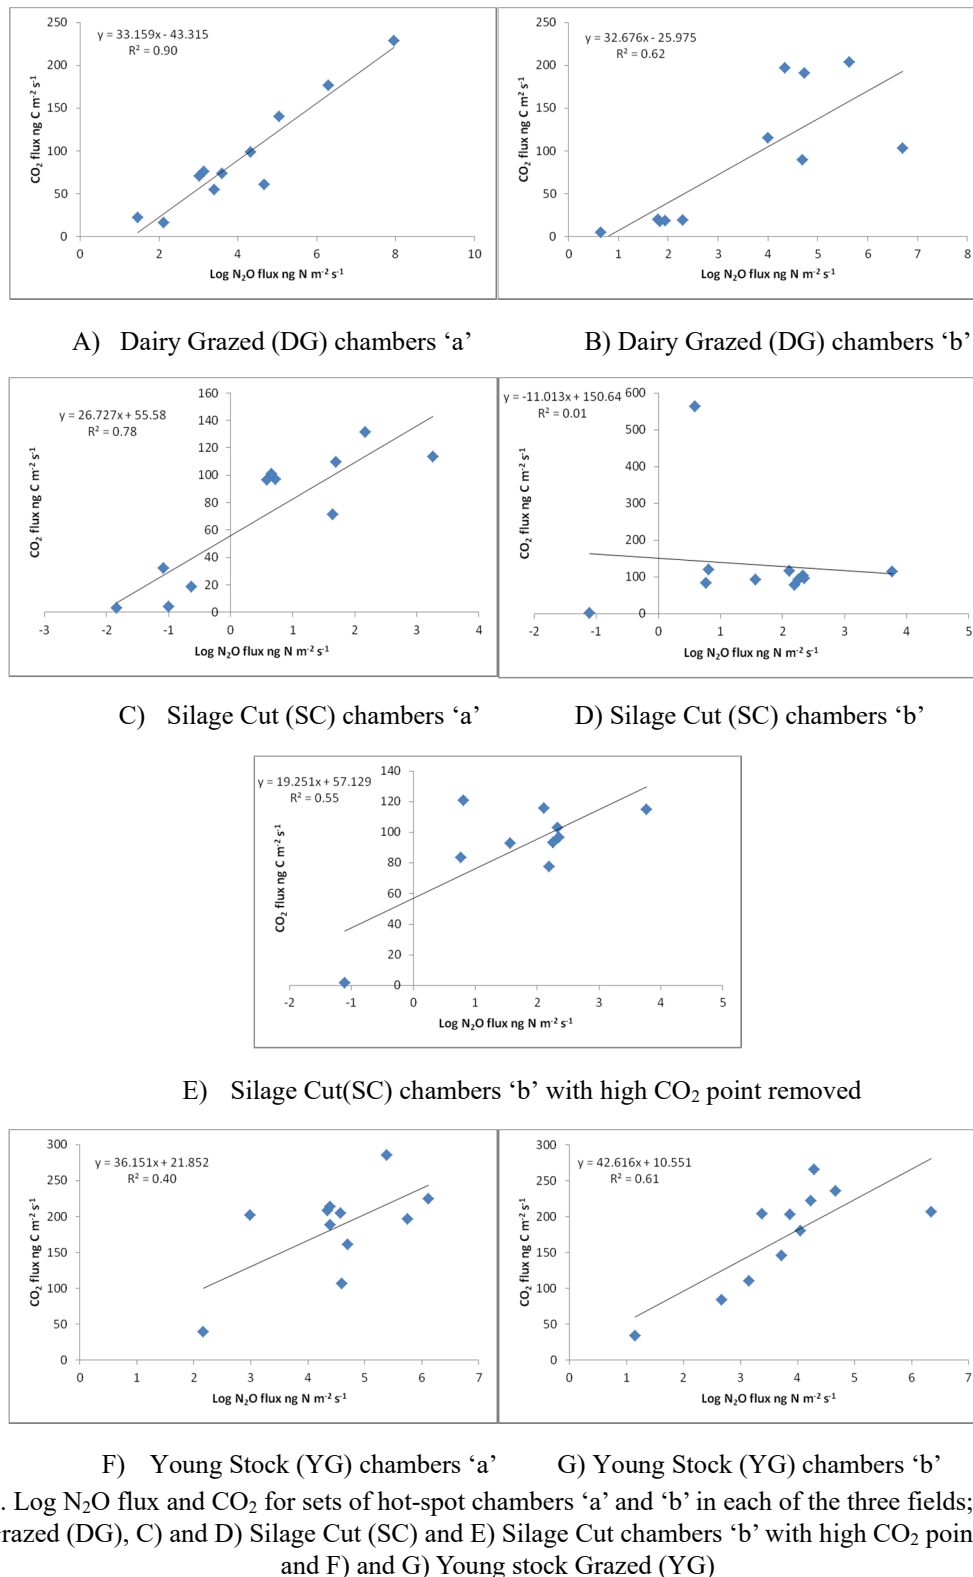 y = 33.159x - 43.315
R² = 0.90
250
200
150
100
50
0
0 2 4 6 8 10
CO₂ flux ng C m⁻² s⁻¹
Log N₂O flux ng N m⁻² s⁻¹
y = 32.676x - 25.975
R² = 0.62
250
200
150
100
50
0
0 1 2 3 4 5 6 7 8
CO₂ flux ng C m² s⁻¹
Log N₂O flux ng N m⁻² s⁻¹
A) Dairy Grazed (DG) chambers ‘a’
B) Dairy Grazed (DG) chambers ‘b’
y = 26.727x + 55.58
R² = 0.78
160
140
120
100
80
60
40
20
0
-3 -2 -1 0 1 2 3 4
CO₂ flux ng C m⁻² s⁻¹
Log N₂O flux ng N m⁻² s⁻¹
y = -11.013x + 150.64
R² = 0.01
600
500
400
300
200
100
0
-2 -1 0 1 2 3 4 5
CO₂ flux ng C m⁻² s⁻¹
Log N₂O flux ng N m⁻² s⁻¹
C) Silage Cut (SC) chambers ‘a’
D) Silage Cut (SC) chambers ‘b’
y = 19.251x + 57.129
R² = 0.55
140
120
100
80
60
40
20
0
-2 -1 0 1 2 3 4 5
CO₂ flux ng C m⁻² s⁻¹
Log N₂O flux ng N m⁻² s⁻¹
E) Silage Cut(SC) chambers ‘b’ with high CO₂ point removed
y = 36.151x + 21.852
R² = 0.40
300
250
200
150
100
50
0
0 1 2 3 4 5 6 7
CO₂ flux ng C m⁻² s⁻¹
Log N₂O flux ng N m⁻² s⁻¹
y = 42.616x + 10.551
R² = 0.61
300
250
200
150
100
50
0
0 1 2 3 4 5 6 7
CO₂ flux ng C m⁻² s⁻¹
Log N₂O flux ng N m⁻² s⁻¹
F) Young Stock (YG) chambers ‘a’
G) Young Stock (YG) chambers ‘b’
. Log N₂O flux and CO₂ for sets of hot-spot chambers ‘a’ and ‘b’ in each of the three fields;
razed (DG), C) and D) Silage Cut (SC) and E) Silage Cut chambers ‘b’ with high CO₂ poin
and F) and G) Young stock Grazed (YG)